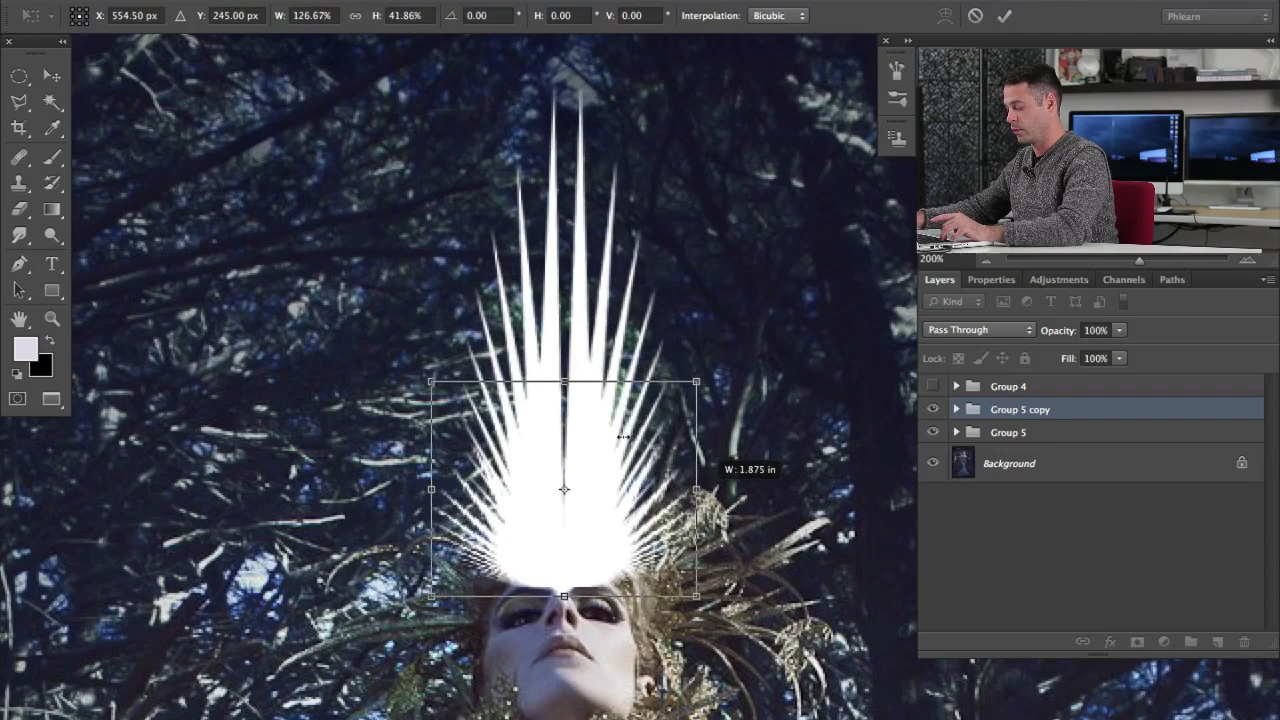 X: 554.50 px Y: 245.00 px W: 126.67% H: 41.86% 0.00 ° H: 0.00 ° V: 0.00 ° Interpolation: Bicubic Phlearn
T
200%
Layers Properties Adjustments Channels Paths
Kind T
Pass Through Opacity: 100%
Lock: Fill: 100%
Group 4
Group 5 copy
Group 5
Background
W: 1.875 in
fx